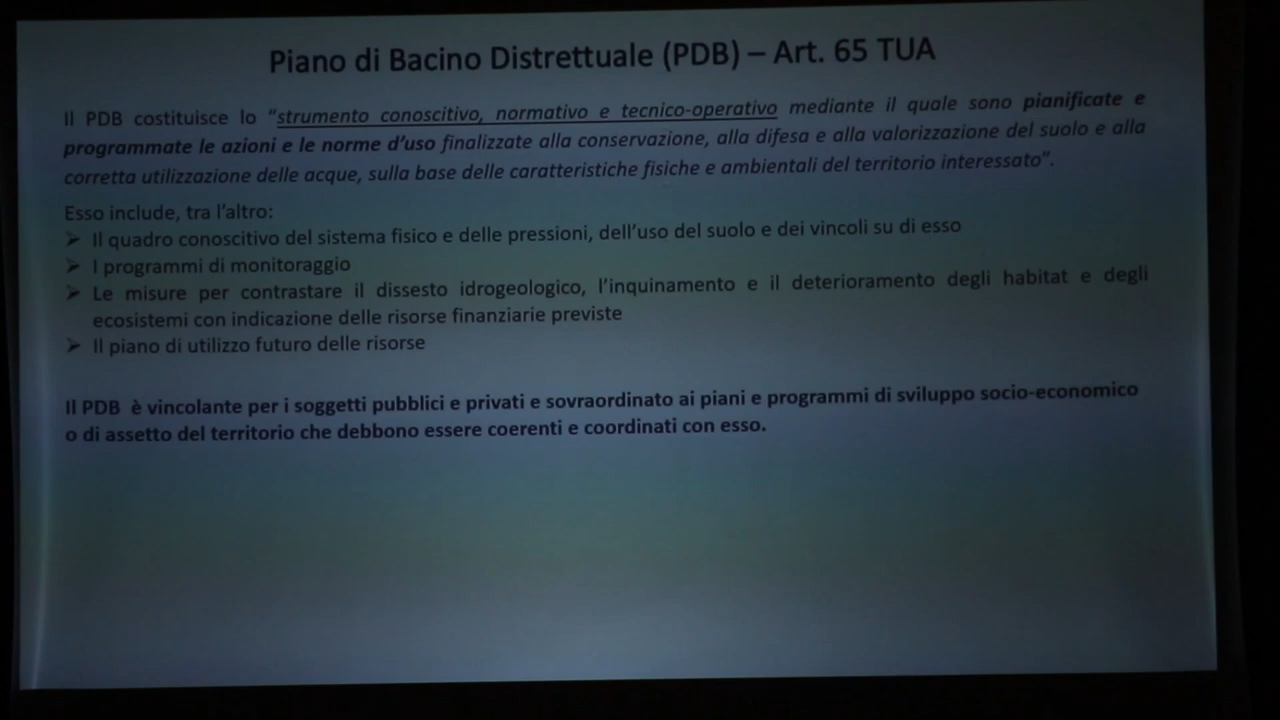 Piano di Bacino Distrettuale (PDB) – Art. 65 TUA
Il PDB costituisce lo “strumento conoscitivo, normativo e tecnico-operativo mediante il quale sono pianificate e
programmate le azioni e le norme d’uso finalizzate alla conservazione, alla difesa e alla valorizzazione del suolo e alla
corretta utilizzazione delle acque, sulla base delle caratteristiche fisiche e ambientali del territorio interessato”.
Esso include, tra l’altro:
➢ Il quadro conoscitivo del sistema fisico e delle pressioni, dell’uso del suolo e dei vincoli su di esso
➢ I programmi di monitoraggio
➢ Le misure per contrastare il dissesto idrogeologico, l’inquinamento e il deterioramento degli habitat e degli
ecosistemi con indicazione delle risorse finanziarie previste
➢ Il piano di utilizzo futuro delle risorse
Il PDB è vincolante per i soggetti pubblici e privati e sovraordinato ai piani e programmi di sviluppo socio-economico
o di assetto del territorio che debbono essere coerenti e coordinati con esso.